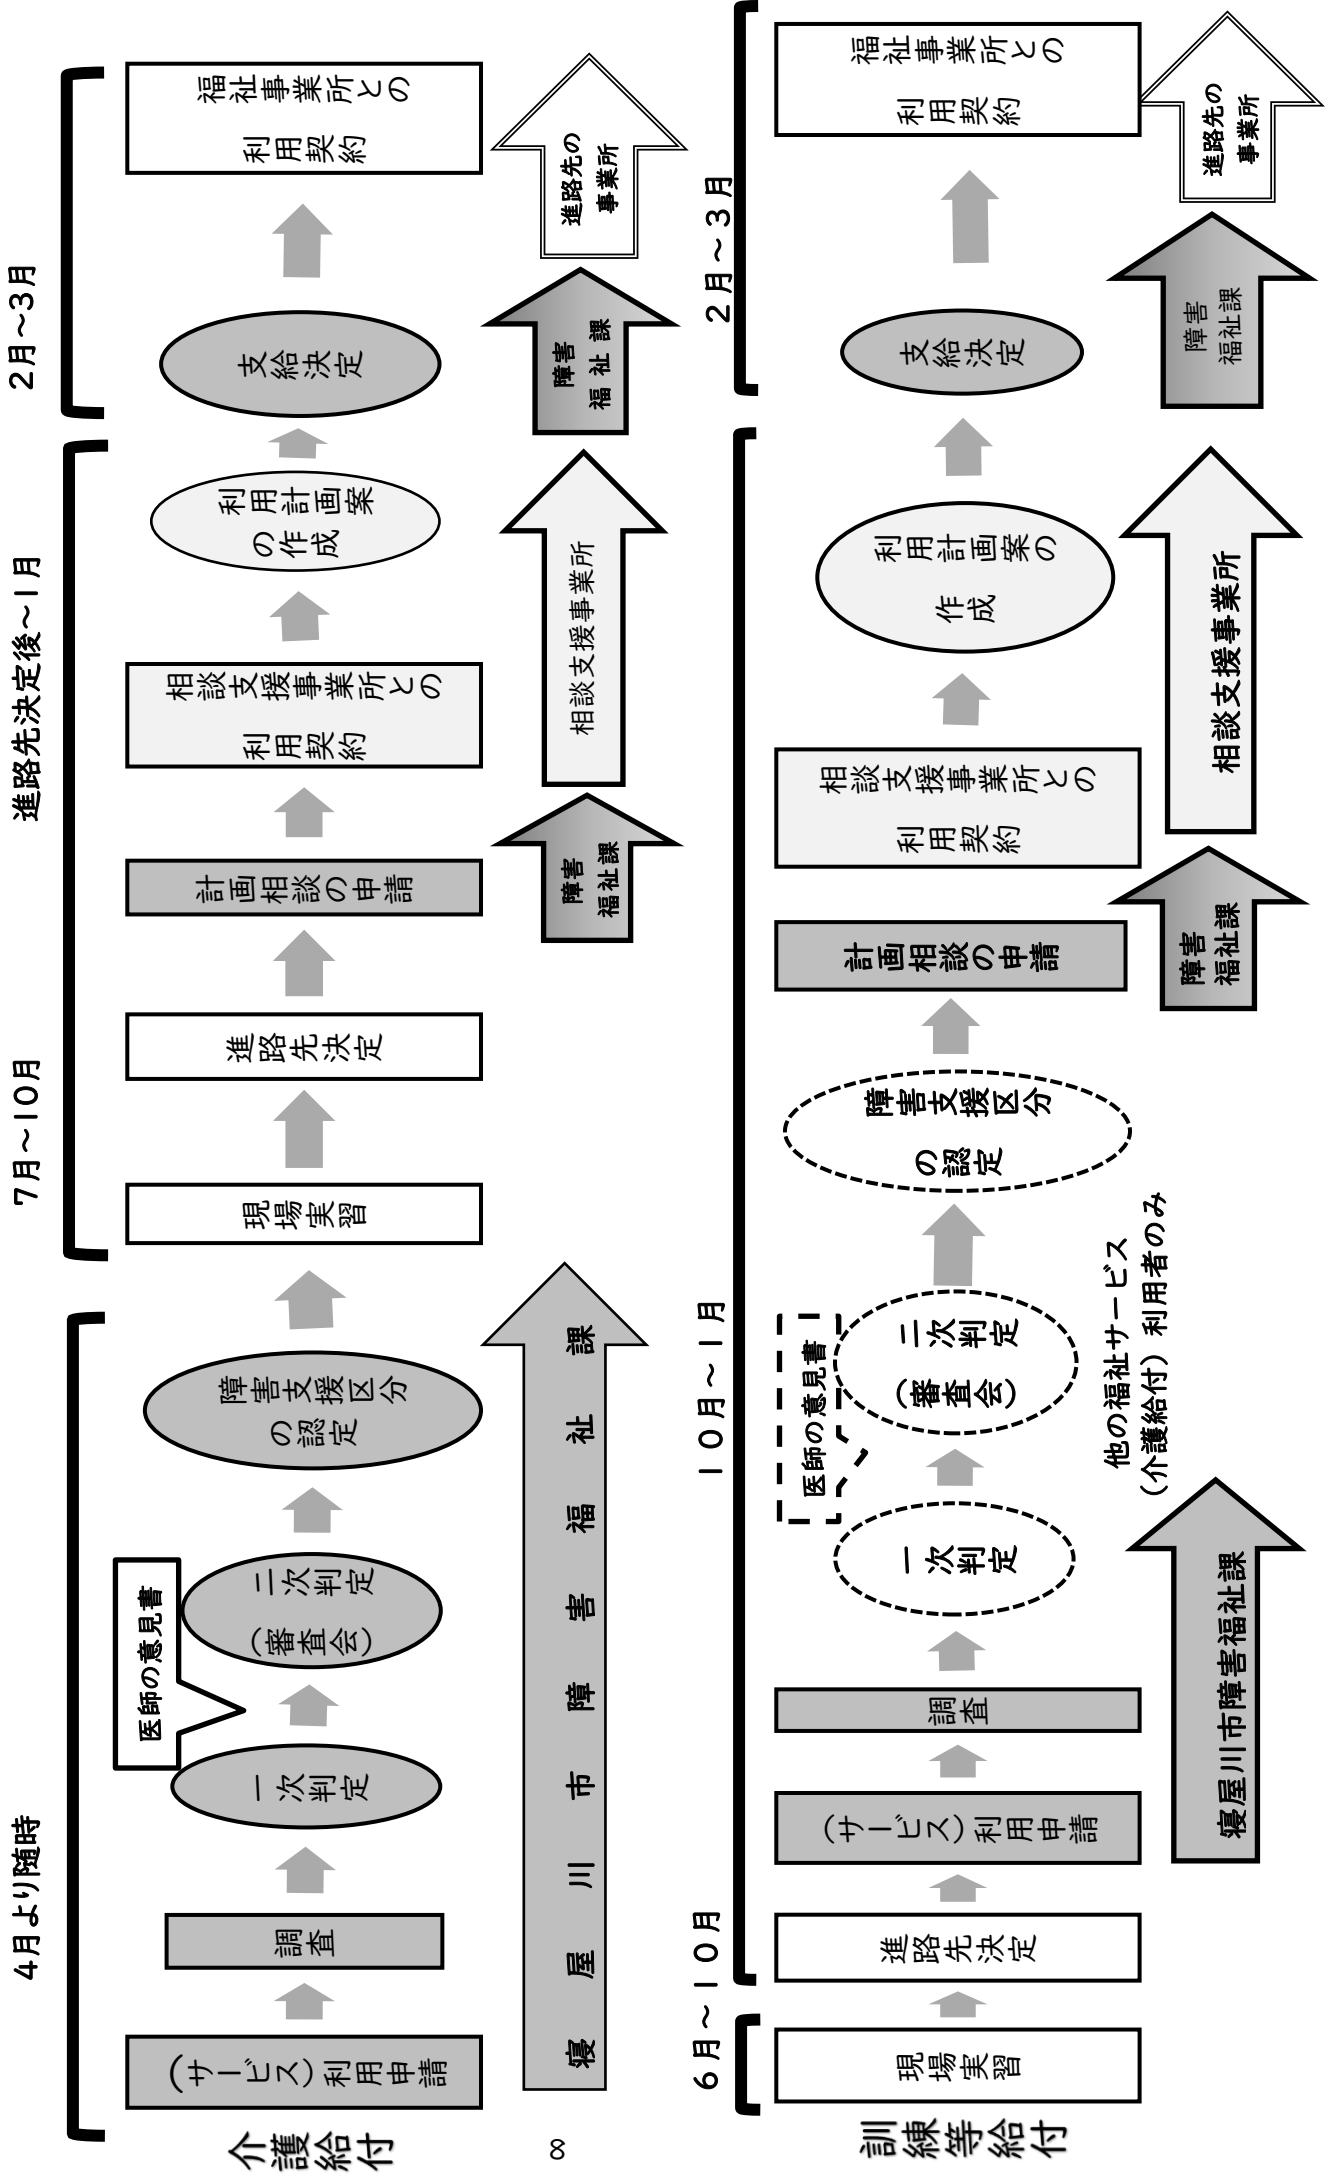 介護給付
4月より随時
7月～10月
進路先決定後～1月
2月～3月
（サービス）利用申請
調査
一次判定
医師の意見書
二次判定
（審査会）
障害支援区分
の認定
現場実習
進路先決定
計画相談の申請
相談支援事業所との
利用契約
利用計画案
の作成
支給決定
福祉事業所との
利用契約
寝屋川市障害福祉課
障害
福祉課
相談支援事業所
障害
福祉課
進路先の
事業所
8
訓練等給付
6月～10月
10月～1月
2月～3月
現場実習
進路先決定
（サービス）利用申請
調査
一次判定
医師の意見書
二次判定
（審査会）
障害支援区分
の認定
計画相談の申請
相談支援事業所との
利用契約
利用計画案の
作成
支給決定
福祉事業所との
利用契約
他の福祉サービス
（介護給付）利用者のみ
寝屋川市障害福祉課
障害
福祉課
相談支援事業所
障害
福祉課
進路先の
事業所